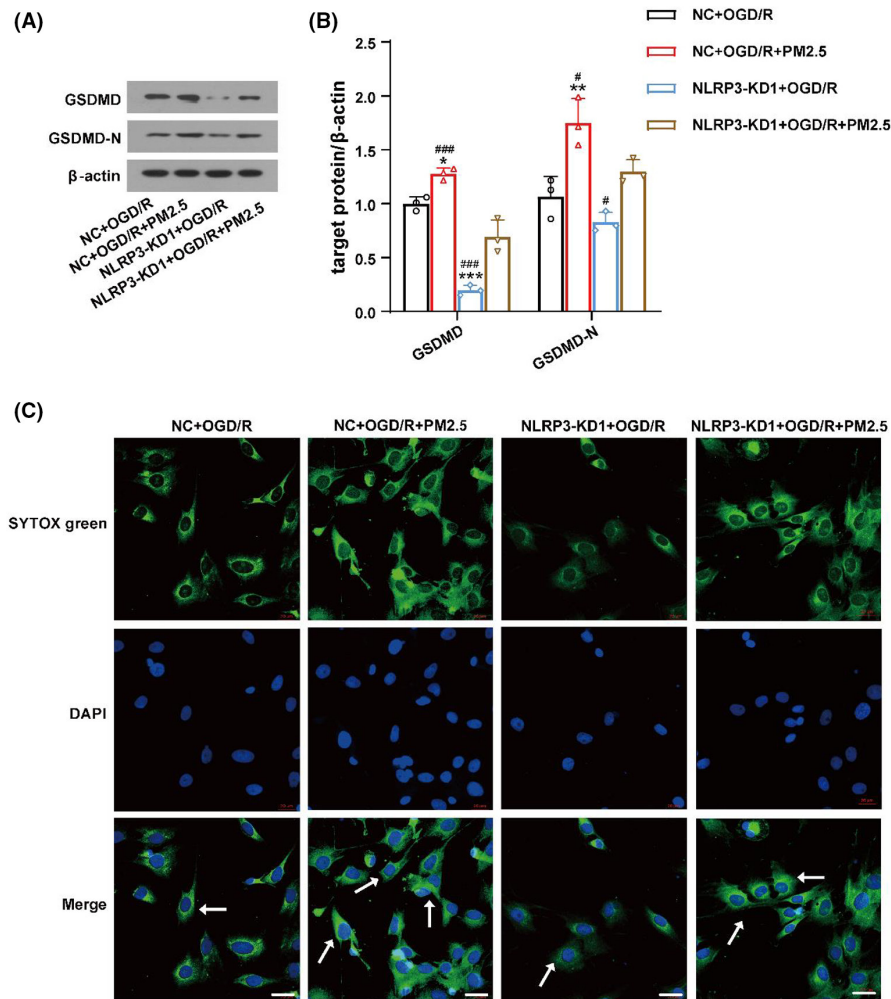 (A)
GSDMD
GSDMD-N
β-actin
NC+OGD/R
NC+OGD/R+PM2.5
NLRP3-KD1+OGD/R
NLRP3-KD1+OGD/R+PM2.5
(B)
target protein/β-actin
2.5
2.0
1.5
1.0
0.5
0.0
###
*
###
***
#
**
#
GSDMD
GSDMD-N
NC+OGD/R
NC+OGD/R+PM2.5
NLRP3-KD1+OGD/R
NLRP3-KD1+OGD/R+PM2.5
(C)
NC+OGD/R
NC+OGD/R+PM2.5
NLRP3-KD1+OGD/R
NLRP3-KD1+OGD/R+PM2.5
SYTOX green
DAPI
Merge